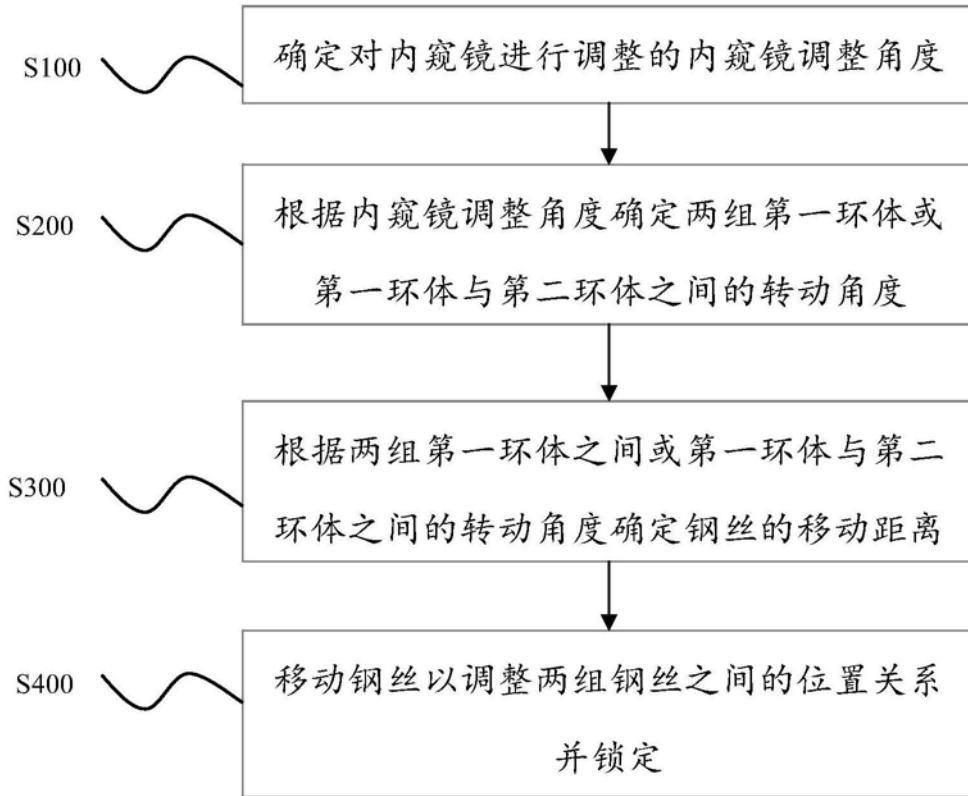 S100
确定对内窥镜进行调整的内窥镜调整角度
S200
根据内窥镜调整角度确定两组第一环体或
第一环体与第二环体之间的转动角度
S300
根据两组第一环体之间或第一环体与第二
环体之间的转动角度确定钢丝的移动距离
S400
移动钢丝以调整两组钢丝之间的位置关系
并锁定